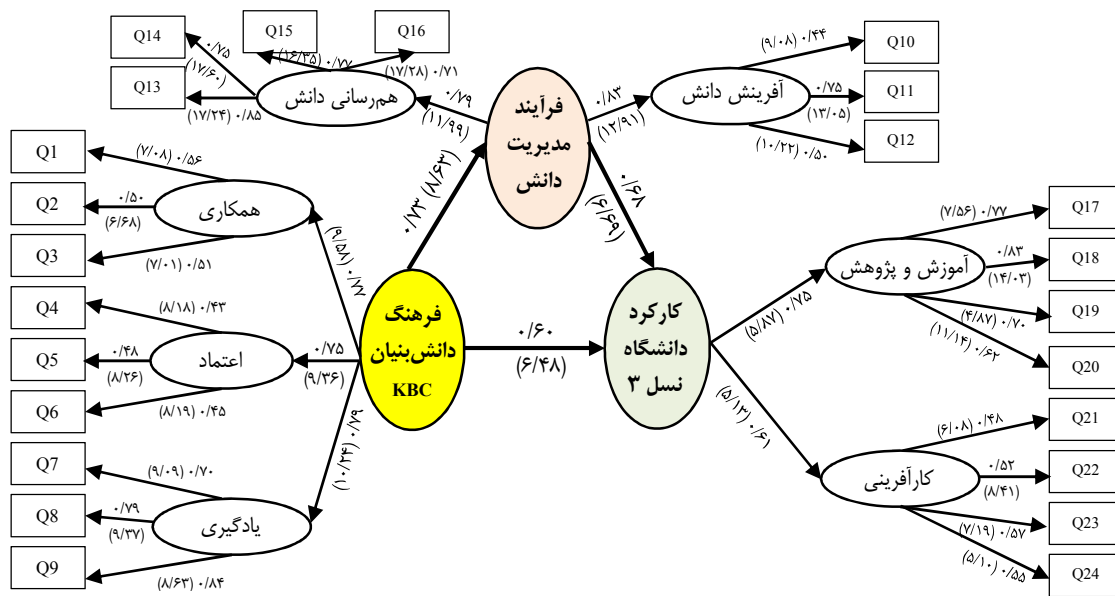 Q14
Q15
Q16
Q13
۰/۷۵
(۱۷/۶۰)
(۱۶/۳۵) ۰/۷۷
(۱۷/۲۸) ۰/۷۱
(۱۷/۲۴) ۰/۸۵
هم‌رسانی دانش
۰/۷۹
(۱۱/۹۹)
فرآیند
مدیریت
دانش
۰/۸۳
(۱۲/۹۱)
آفرینش دانش
(۹/۰۸) ۰/۴۴
Q10
۰/۷۵
(۱۳/۰۵)
Q11
(۱۰/۲۲) ۰/۵۰
Q12
Q1
(۷/۰۸) ۰/۵۶
Q2
۰/۵۰
(۶/۶۸)
همکاری
Q3
(۷/۰۱) ۰/۵۱
(۹/۵۸) ۰/۷۷
۰/۷۳ (۸/۶۳)
۰/۶۸
(۶/۶۹)
Q4
(۸/۱۸) ۰/۴۳
Q5
۰/۴۸
(۸/۲۶)
اعتماد
۰/۷۵
(۹/۳۶)
Q6
(۸/۱۹) ۰/۴۵
فرهنگ
دانش‌بنیان
KBC
۰/۶۰
(۶/۴۸)
کارکرد
دانشگاه
نسل ۳
(۵/۸۷) ۰/۷۵
آموزش و پژوهش
(۷/۵۶) ۰/۷۷
Q17
۰/۸۳
(۱۴/۰۳)
Q18
(۴/۸۷) ۰/۷۰
Q19
(۱۱/۱۴) ۰/۶۲
Q20
Q7
(۹/۰۹) ۰/۷۰
(۱۰/۲۴) ۰/۷۹
Q8
۰/۷۹
(۹/۳۷)
یادگیری
Q9
(۸/۶۳) ۰/۸۴
(۵/۱۳) ۰/۶۱
کارآفرینی
(۶/۰۸) ۰/۴۸
Q21
۰/۵۲
(۸/۴۱)
Q22
(۷/۱۹) ۰/۵۷
Q23
(۵/۱۰) ۰/۵۵
Q24